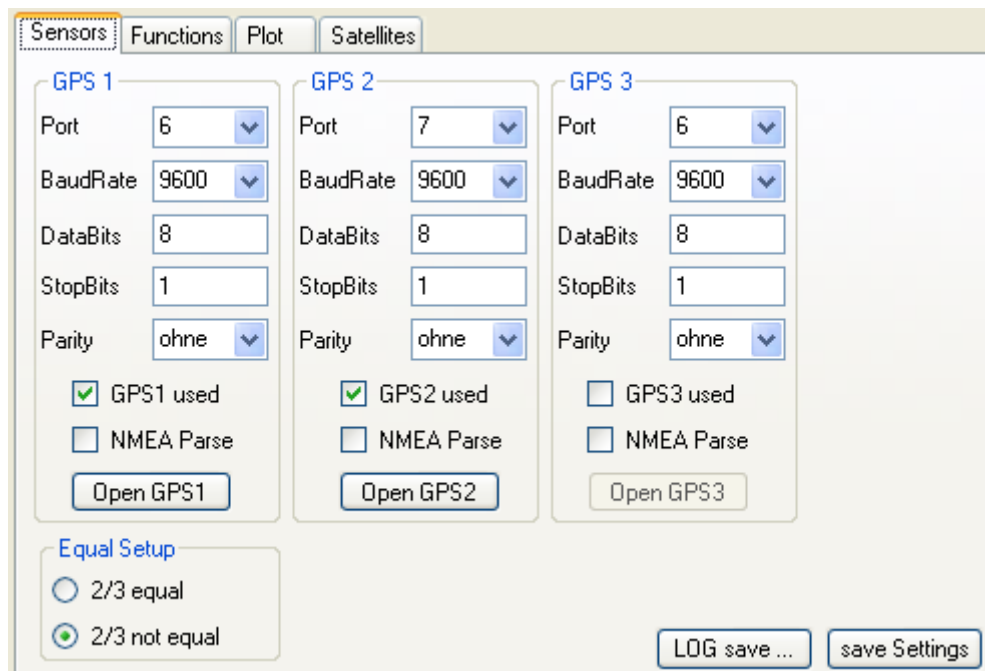 Sensors Functions Plot Satellites
GPS 1
Port 6
BaudRate 9600
DataBits 8
StopBits 1
Parity ohne
GPS1 used
NMEA Parse
Open GPS1
GPS 2
Port 7
BaudRate 9600
DataBits 8
StopBits 1
Parity ohne
GPS2 used
NMEA Parse
Open GPS2
GPS 3
Port 6
BaudRate 9600
DataBits 8
StopBits 1
Parity ohne
GPS3 used
NMEA Parse
Open GPS3
Equal Setup
2/3 equal
2/3 not equal
LOG save ... save Settings